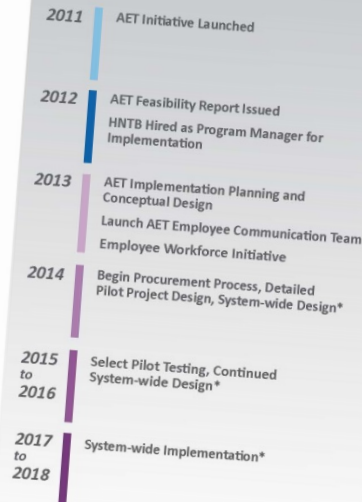 2011
AET Initiative Launched
2012
AET Feasibility Report Issued
HNTB Hired as Program Manager for
Implementation
2013
AET Implementation Planning and
Conceptual Design
Launch AET Employee Communication Team
Employee Workforce Initiative
2014
Begin Procurement Process, Detailed
Pilot Project Design, System-wide Design*
2015
to
2016
Select Pilot Testing, Continued
System-wide Design*
2017
to
2018
System-wide Implementation*